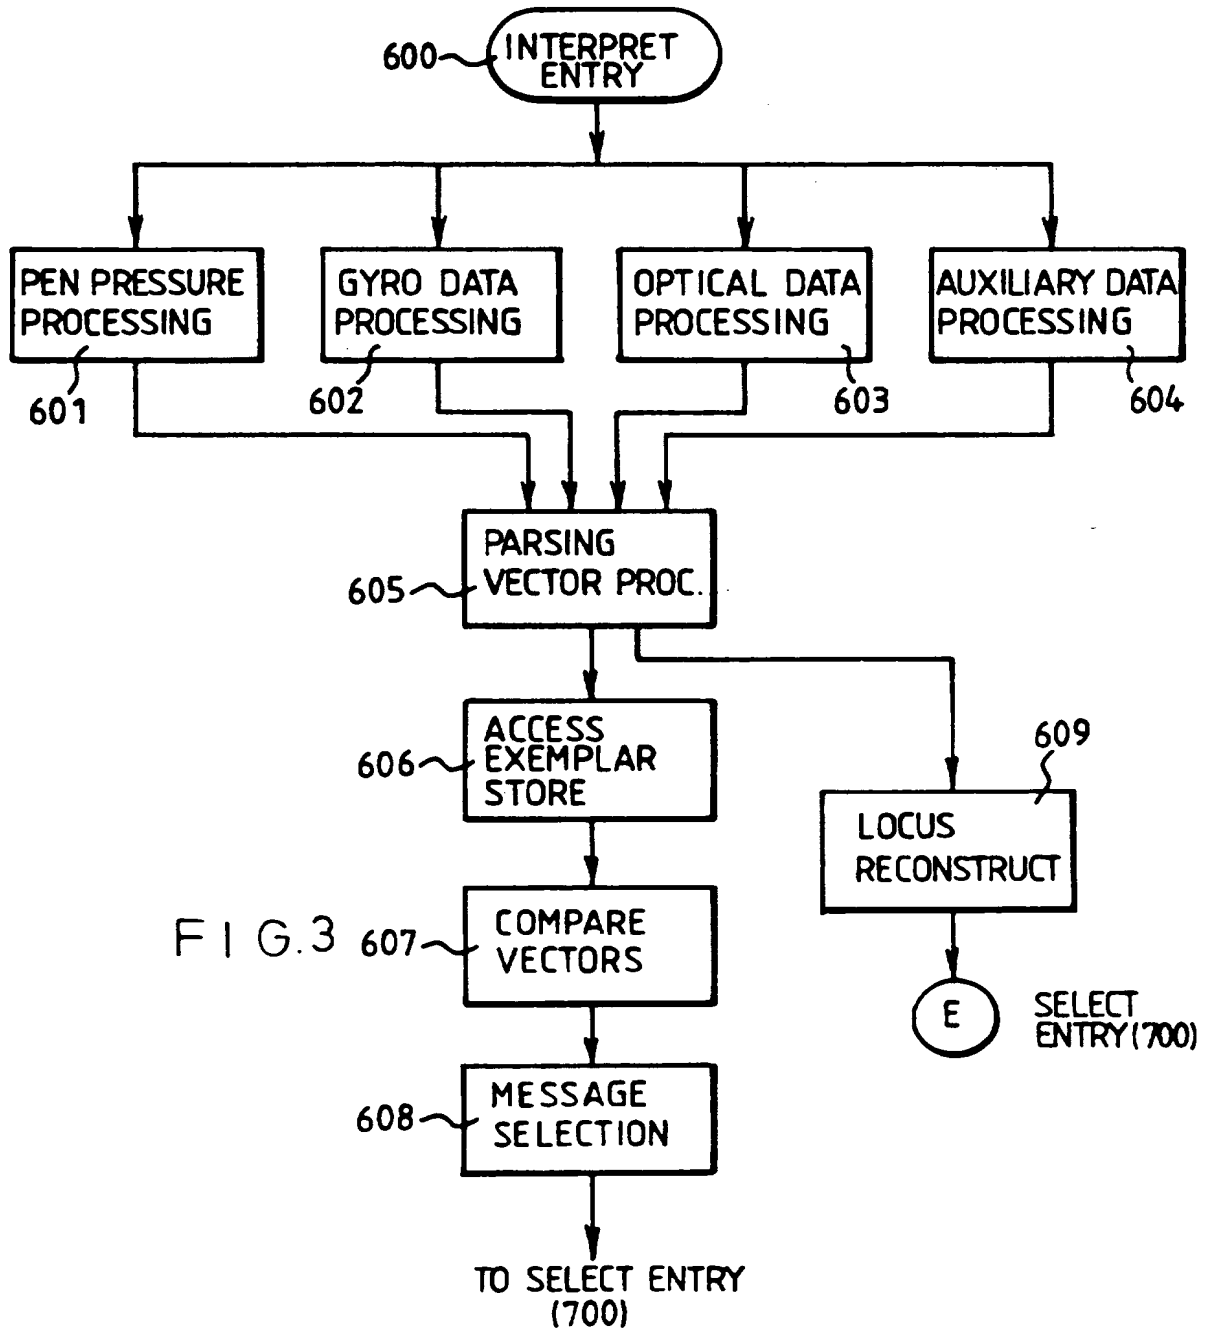 600
INTERPRET
ENTRY
PEN PRESSURE
PROCESSING
601
GYRO DATA
PROCESSING
602
OPTICAL DATA
PROCESSING
603
AUXILIARY DATA
PROCESSING
604
PARSING
VECTOR PROC.
605
ACCESS
EXEMPLAR
STORE
606
609
LOCUS
RECONSTRUCT
FIG.3
607
COMPARE
VECTORS
E
SELECT
ENTRY(700)
608
MESSAGE
SELECTION
TO SELECT ENTRY
(700)